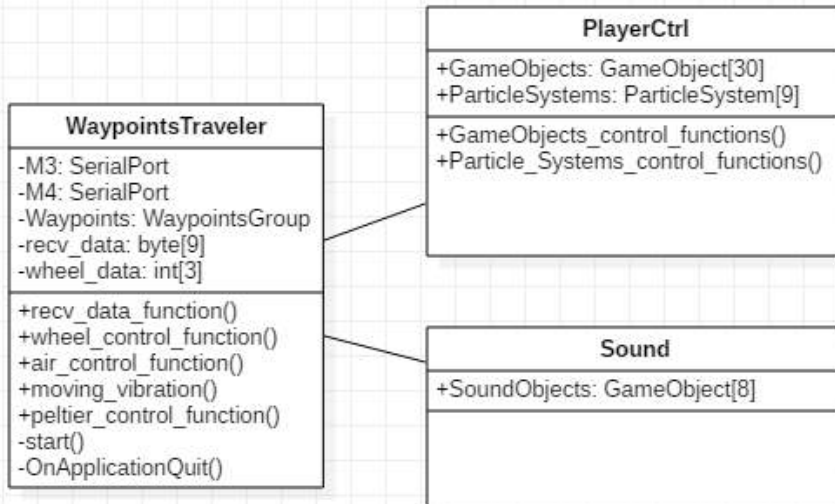 WaypointsTraveler
-M3: SerialPort
-M4: SerialPort
-Waypoints: WaypointsGroup
-recv_data: byte[9]
-wheel_data: int[3]
+recv_data_function()
+wheel_control_function()
+air_control_function()
+moving_vibration()
+peltier_control_function()
-start()
-OnApplicationQuit()
PlayerCtrl
+GameObjects: GameObject[30]
+ParticleSystems: ParticleSystem[9]
+GameObjects_control_functions()
+Particle_Systems_control_functions()
Sound
+SoundObjects: GameObject[8]